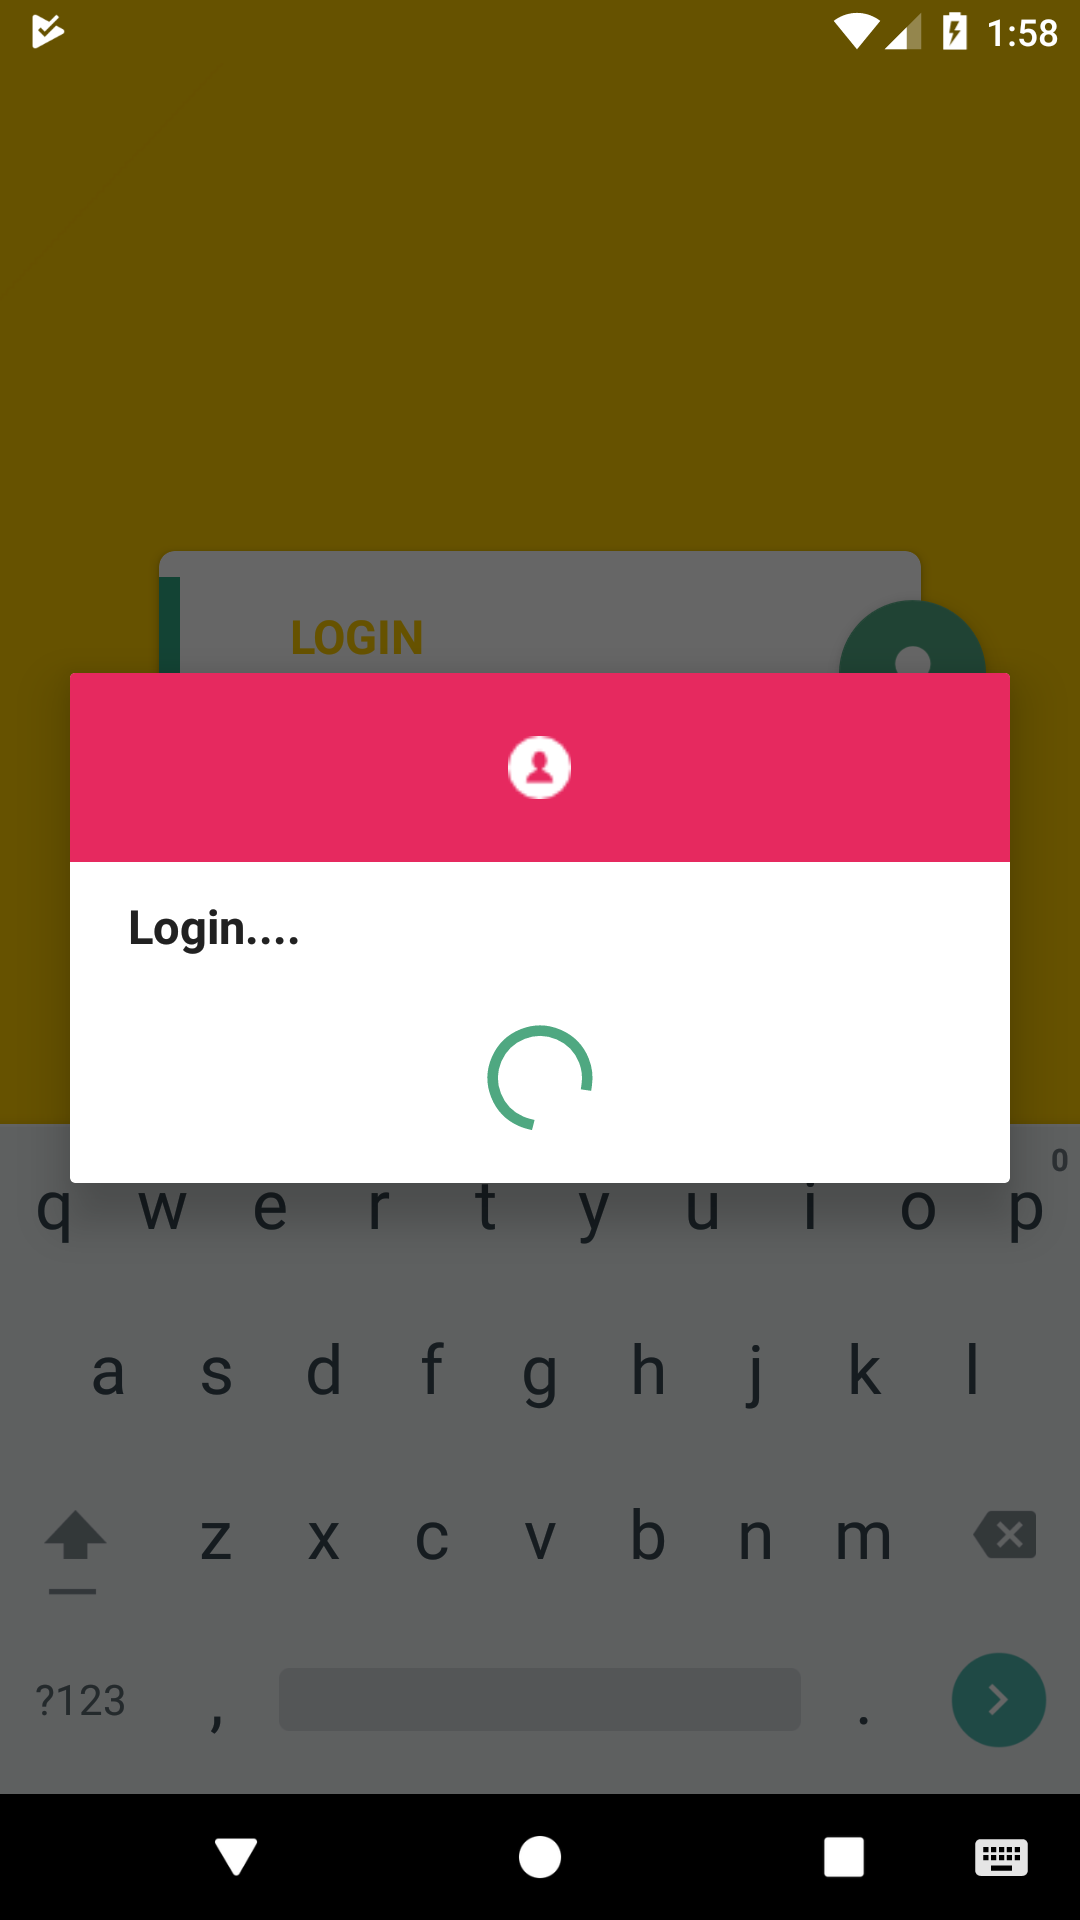 1:58
LOGIN
Login....
0
q w e r t y u i o p
a s d f g h j k l
z x c v b n m
?123 , .